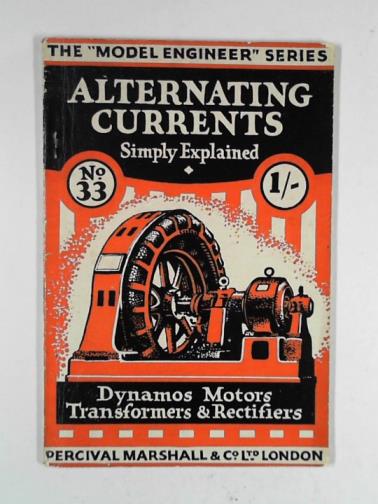 THE "MODEL ENGINEER" SERIES
ALTERNATING
CURRENTS
Simply Explained
No
33
1/-
Dynamos Motors
Transformers & Rectifiers
PERCIVAL MARSHALL & Co LTD LONDON